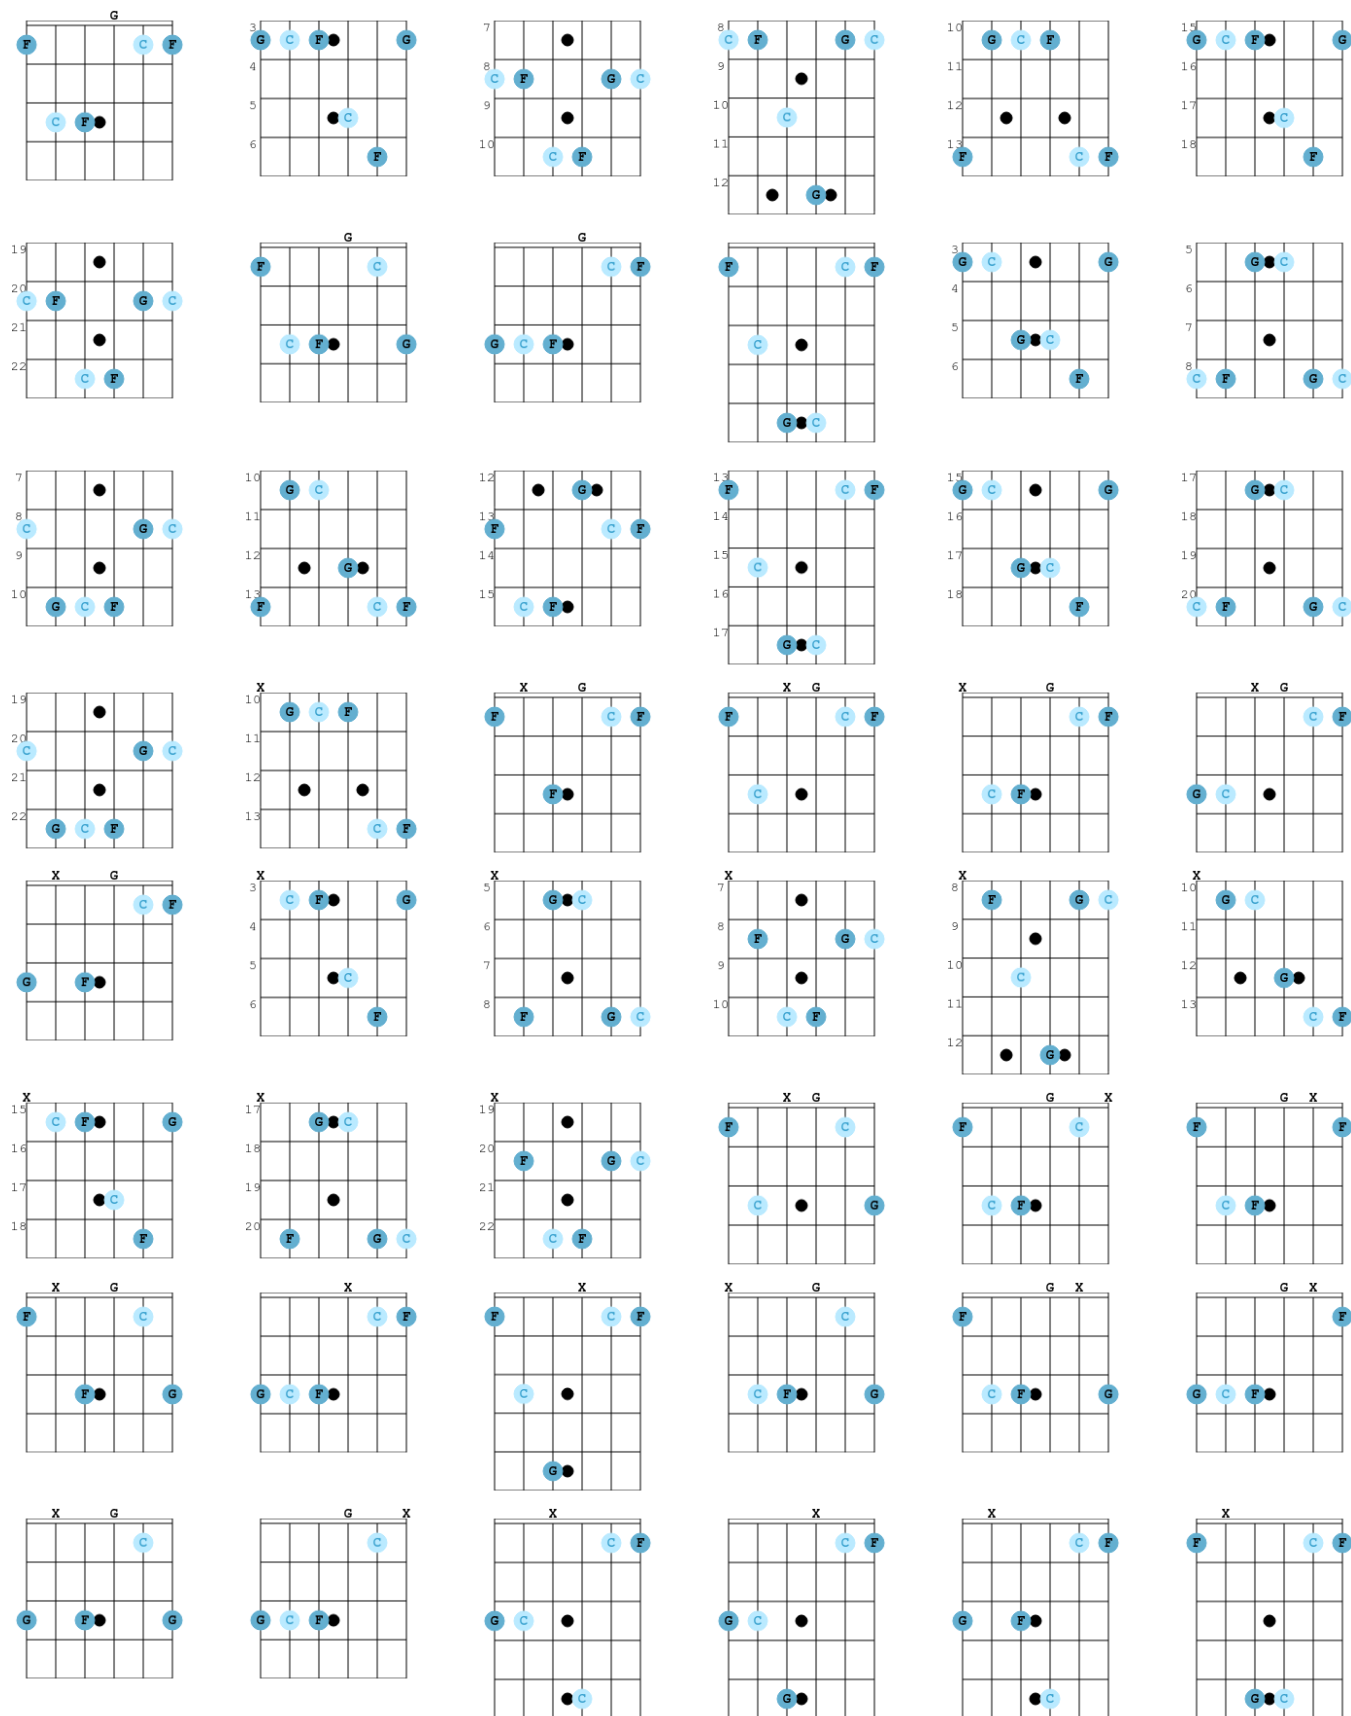 G
3 7 8 10 15
F C F G C F G C F G C G C F G C F G
4 8 9 11 16
C F G C
5 9 10 12 17
C F C C C
6 10 11 13 18
C F F C F F
12
G
G G
19 3 5
F C C F F C F G C G G C
20 4 6
C F G C
21 5 7
C F G G C F C G C
22 6 8
C F F C F G C
G C
7 10 12 13 15 17
G C G F C F G C G G C
8 11 13 14 16 18
C G C F C F
9 12 14 15 17 19
G C G C
10 13 15 16 18 20
G C F F C F C F F C F G C
17
G C
X X G X G X G X G
19 10
G C F F C F F C F C F C F
20 11
C G C
21 12
F C C F G C
22 13
G C F C F
X G X X X X X
3 5 7 8 10
C F C F G G C F G C G C
4 6 8 9 11
F G C
5 7 9 10 12
G F C C G
6 8 10 11 13
F F G C C F C F
12
G
X X X X G G X G X
15 17 19
C F G G C F C F C F F
16 18 20
F G C
17 19 21
C C G C F C F
18 20 22
F F G C C F
X G X X X G G X G X
F C C F F C F C F F
F G G C F C C F G C F G G C F
G
X G G X X X X X
C C C F C F C F F C F
G F G G C F G C G C G F
C G C G C